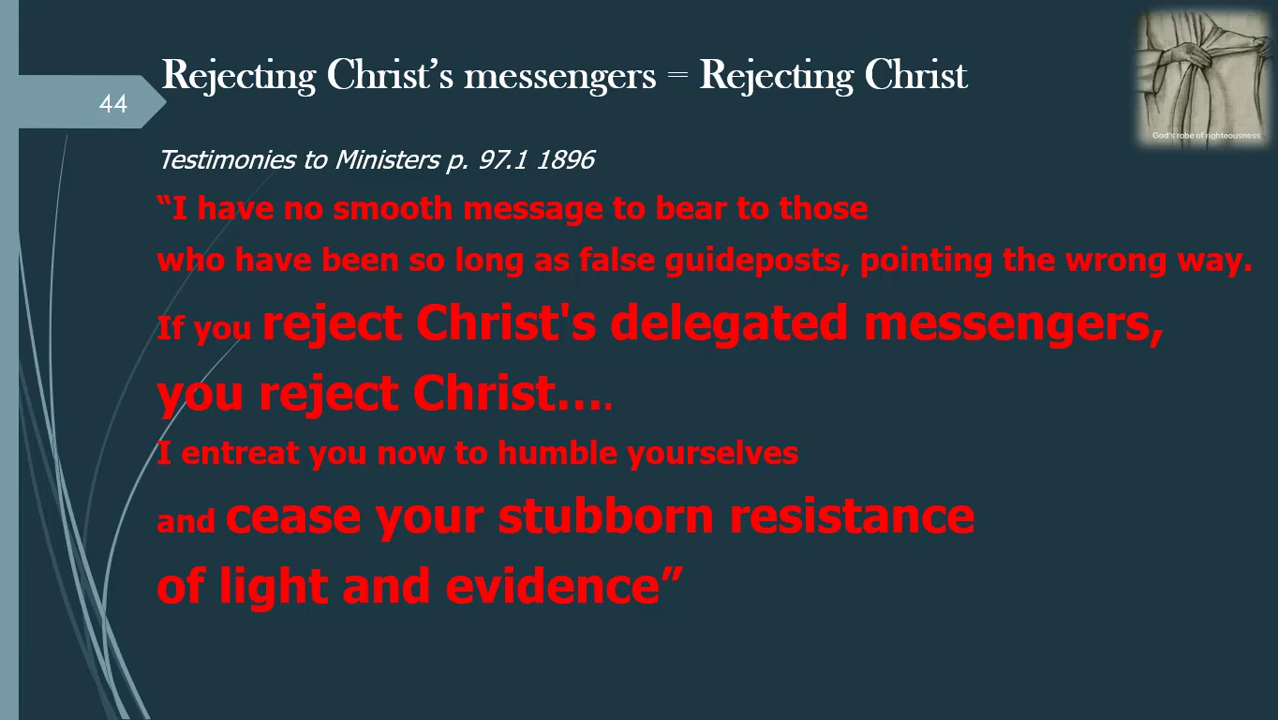 Rejecting Christ’s messengers = Rejecting Christ
44
God's robe of righteousness
Testimonies to Ministers p. 97.1 1896
“I have no smooth message to bear to those
who have been so long as false guideposts, pointing the wrong way.
If you reject Christ's delegated messengers,
you reject Christ….
I entreat you now to humble yourselves
and cease your stubborn resistance
of light and evidence”